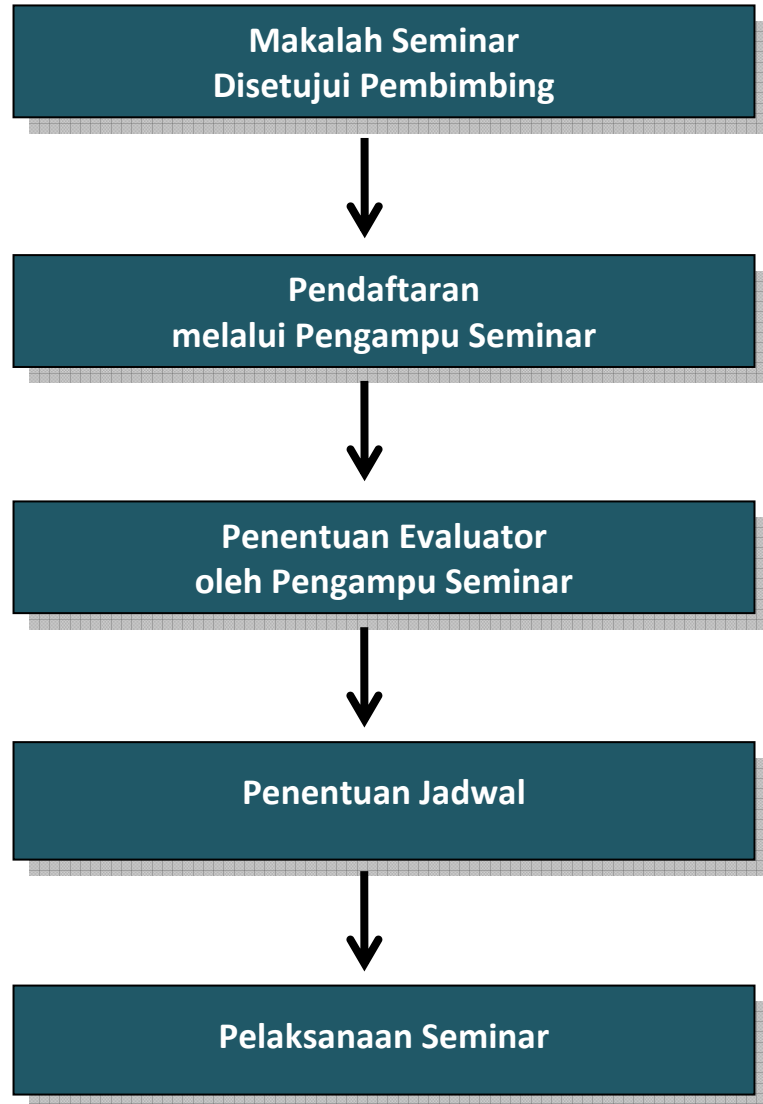 Makalah Seminar
Disetujui Pembimbing
Pendaftaran
melalui Pengampu Seminar
Penentuan Evaluator
oleh Pengampu Seminar
Penentuan Jadwal
Pelaksanaan Seminar